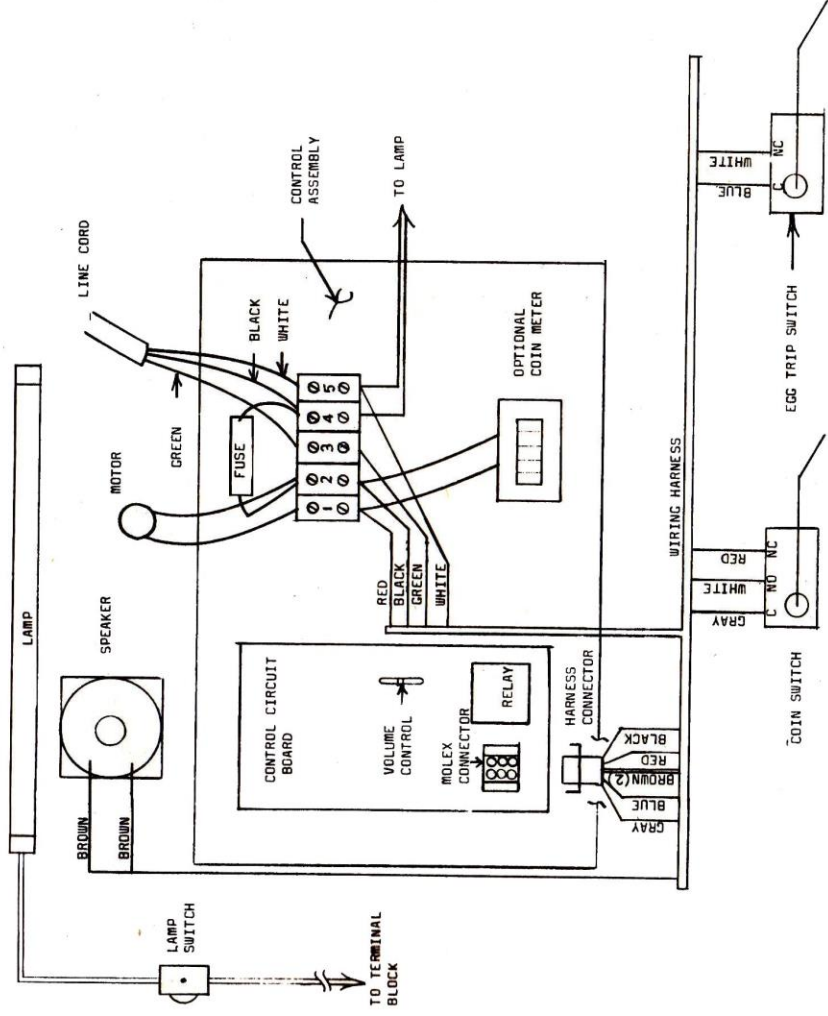 LAMP
SPEAKER
BROWN
BROWN
LAMP
SWITCH
TO TERMINAL
BLOCK
MOTOR
LINE CORD
GREEN
BLACK
WHITE
FUSE
1
2
3
4
5
CONTROL
ASSEMBLY
TO LAMP
OPTIONAL
COIN METER
RED
BLACK
GREEN
WHITE
CONTROL CIRCUIT
BOARD
VOLUME
CONTROL
MOLEX
CONNECTOR
RELAY
HARNESS
CONNECTOR
GRAY
BLUE
BROWN(2)
RED
BLACK
WIRING HARNESS
GRAY
WHITE
RED
C
NO
NC
COIN SWITCH
BLUE
WHITE
C
NC
EGG TRIP SWITCH